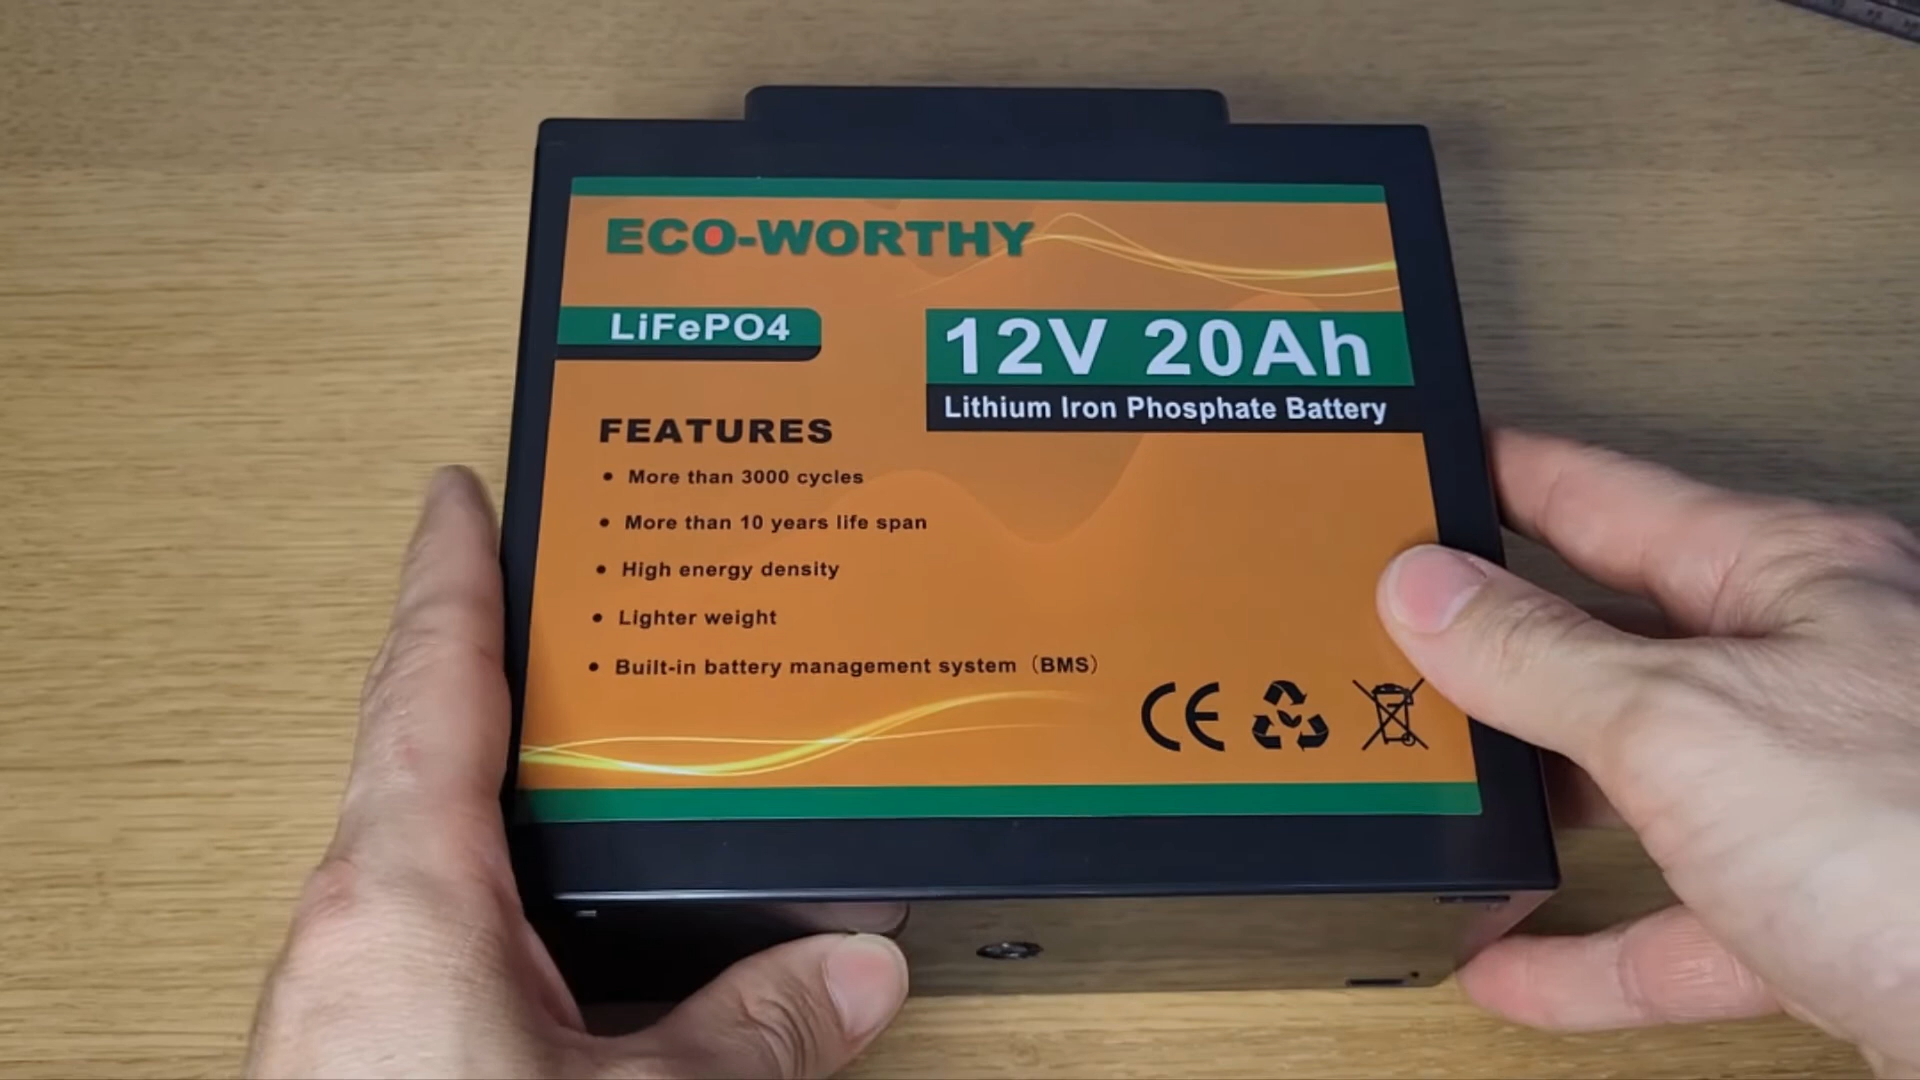 ECO-WORTHY
LiFePO4
12V 20Ah
Lithium Iron Phosphate Battery
FEATURES
• More than 3000 cycles
• More than 10 years life span
• High energy density
• Lighter weight
• Built-in battery management system（BMS）
CE